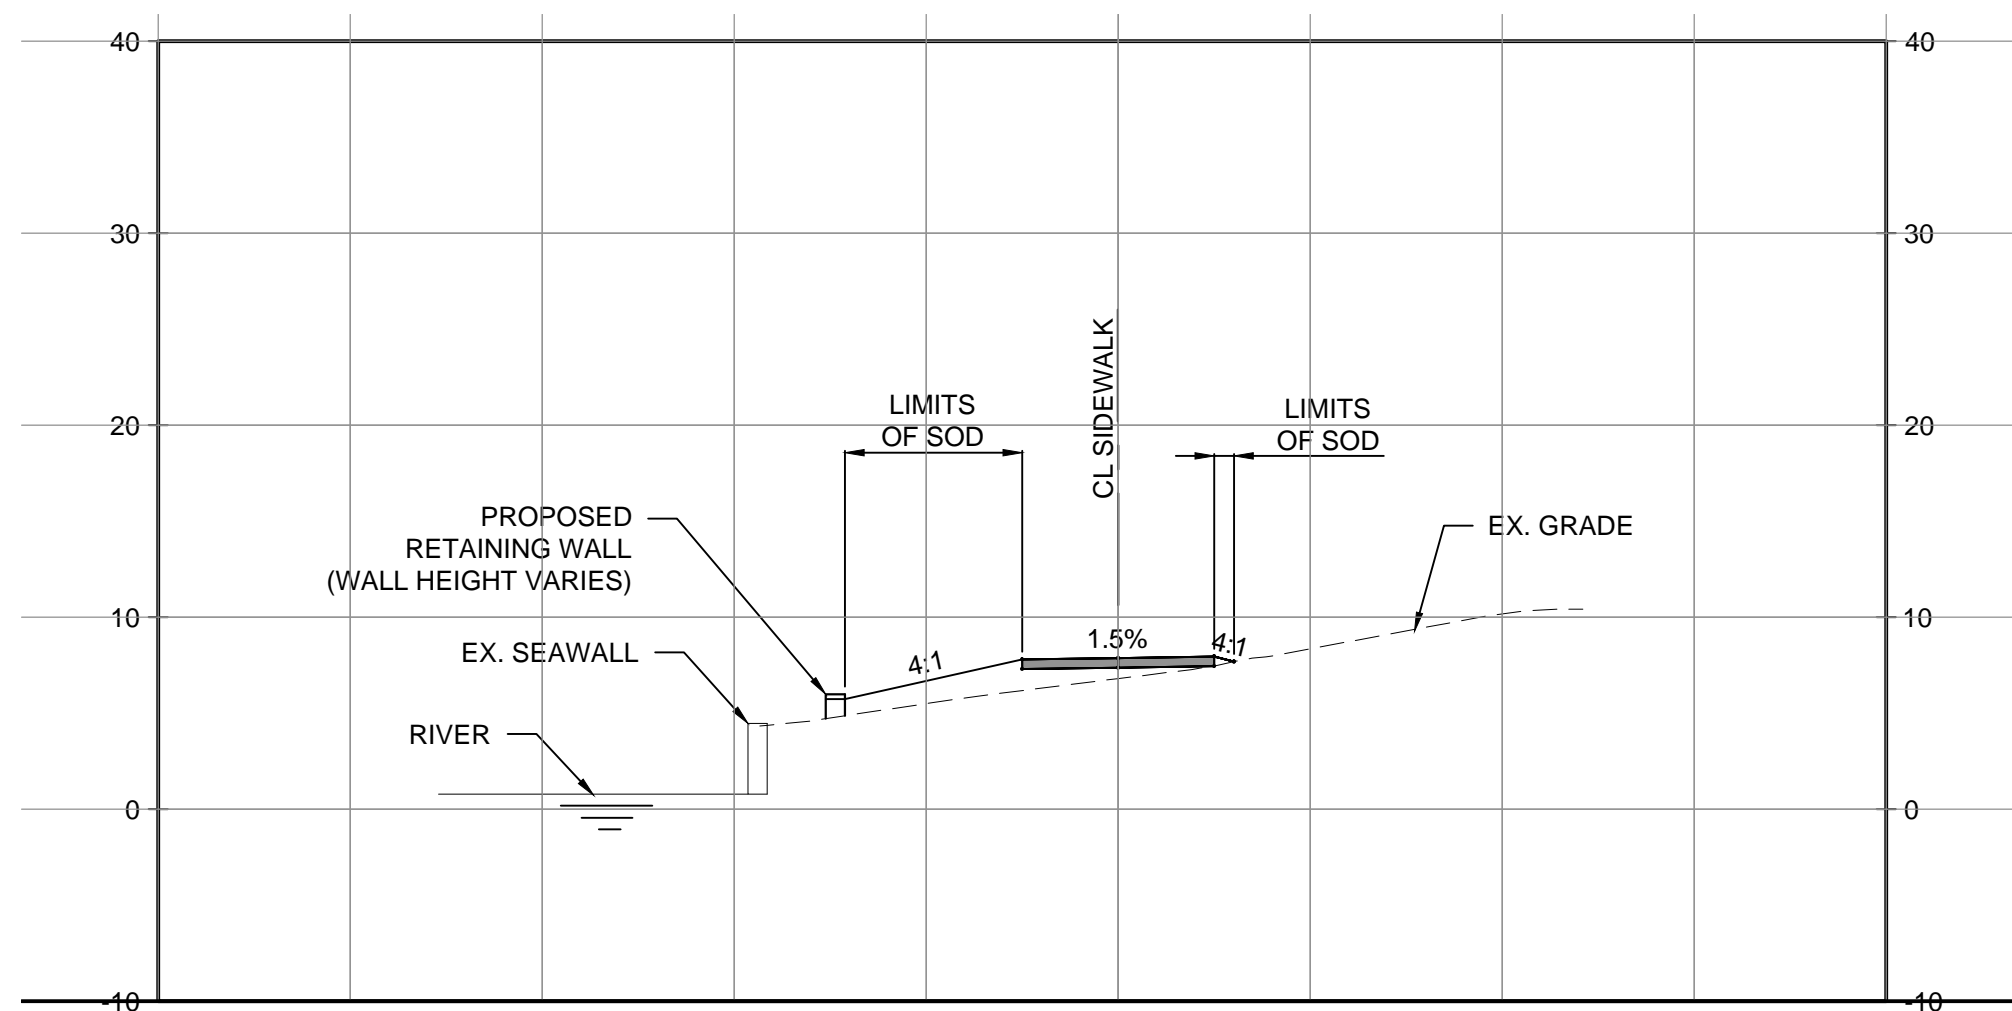 40
40
30
30
CL SIDEWALK
LIMITS
OF SOD
LIMITS
OF SOD
20
20
PROPOSED
RETAINING WALL
(WALL HEIGHT VARIES)
EX. GRADE
10
10
1.5%
4:1
4:1
EX. SEAWALL
RIVER
0
0
-10
-10